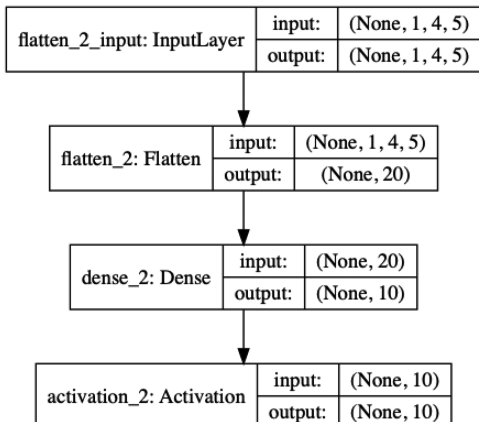 flatten_2_input: InputLayer
input: (None, 1, 4, 5)
output: (None, 1, 4, 5)
flatten_2: Flatten
input: (None, 1, 4, 5)
output: (None, 20)
dense_2: Dense
input: (None, 20)
output: (None, 10)
activation_2: Activation
input: (None, 10)
output: (None, 10)